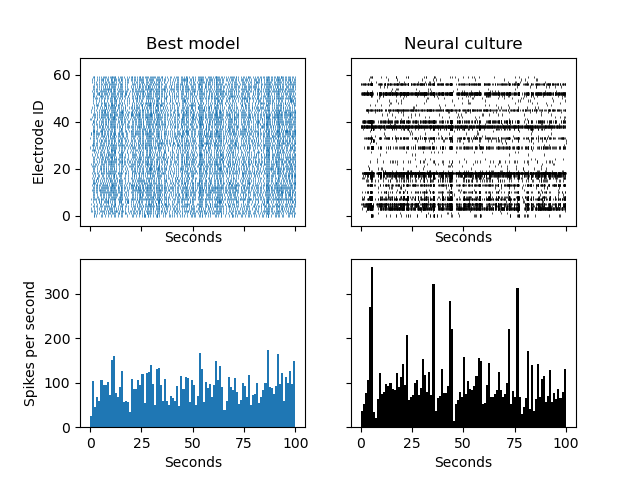 Best model
Neural culture
Electrode ID
60
40
20
0
Seconds
Seconds
Spikes per second
300
200
100
0
0 25 50 75 100
0 25 50 75 100
Seconds
Seconds